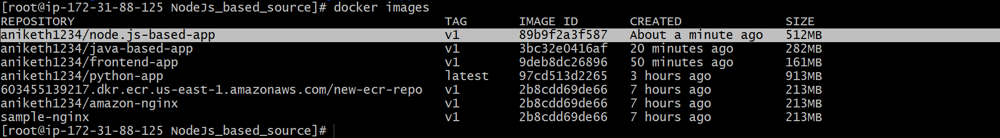 [root@ip-172-31-88-125 NodeJs_based_source]# docker images
REPOSITORY TAG IMAGE ID CREATED SIZE
aniketh1234/node.js-based-app v1 89b9f2a3f587 About a minute ago 512MB
aniketh1234/java-based-app v1 3bc32e0416af 20 minutes ago 282MB
aniketh1234/frontend-app v1 9deb8dc26896 50 minutes ago 161MB
aniketh1234/python-app latest 97cd513d2265 3 hours ago 913MB
603455139217.dkr.ecr.us-east-1.amazonaws.com/new-ecr-repo v1 2b8cdd69de66 7 hours ago 213MB
aniketh1234/amazon-nginx v1 2b8cdd69de66 7 hours ago 213MB
sample-nginx v1 2b8cdd69de66 7 hours ago 213MB
[root@ip-172-31-88-125 NodeJs_based_source]#